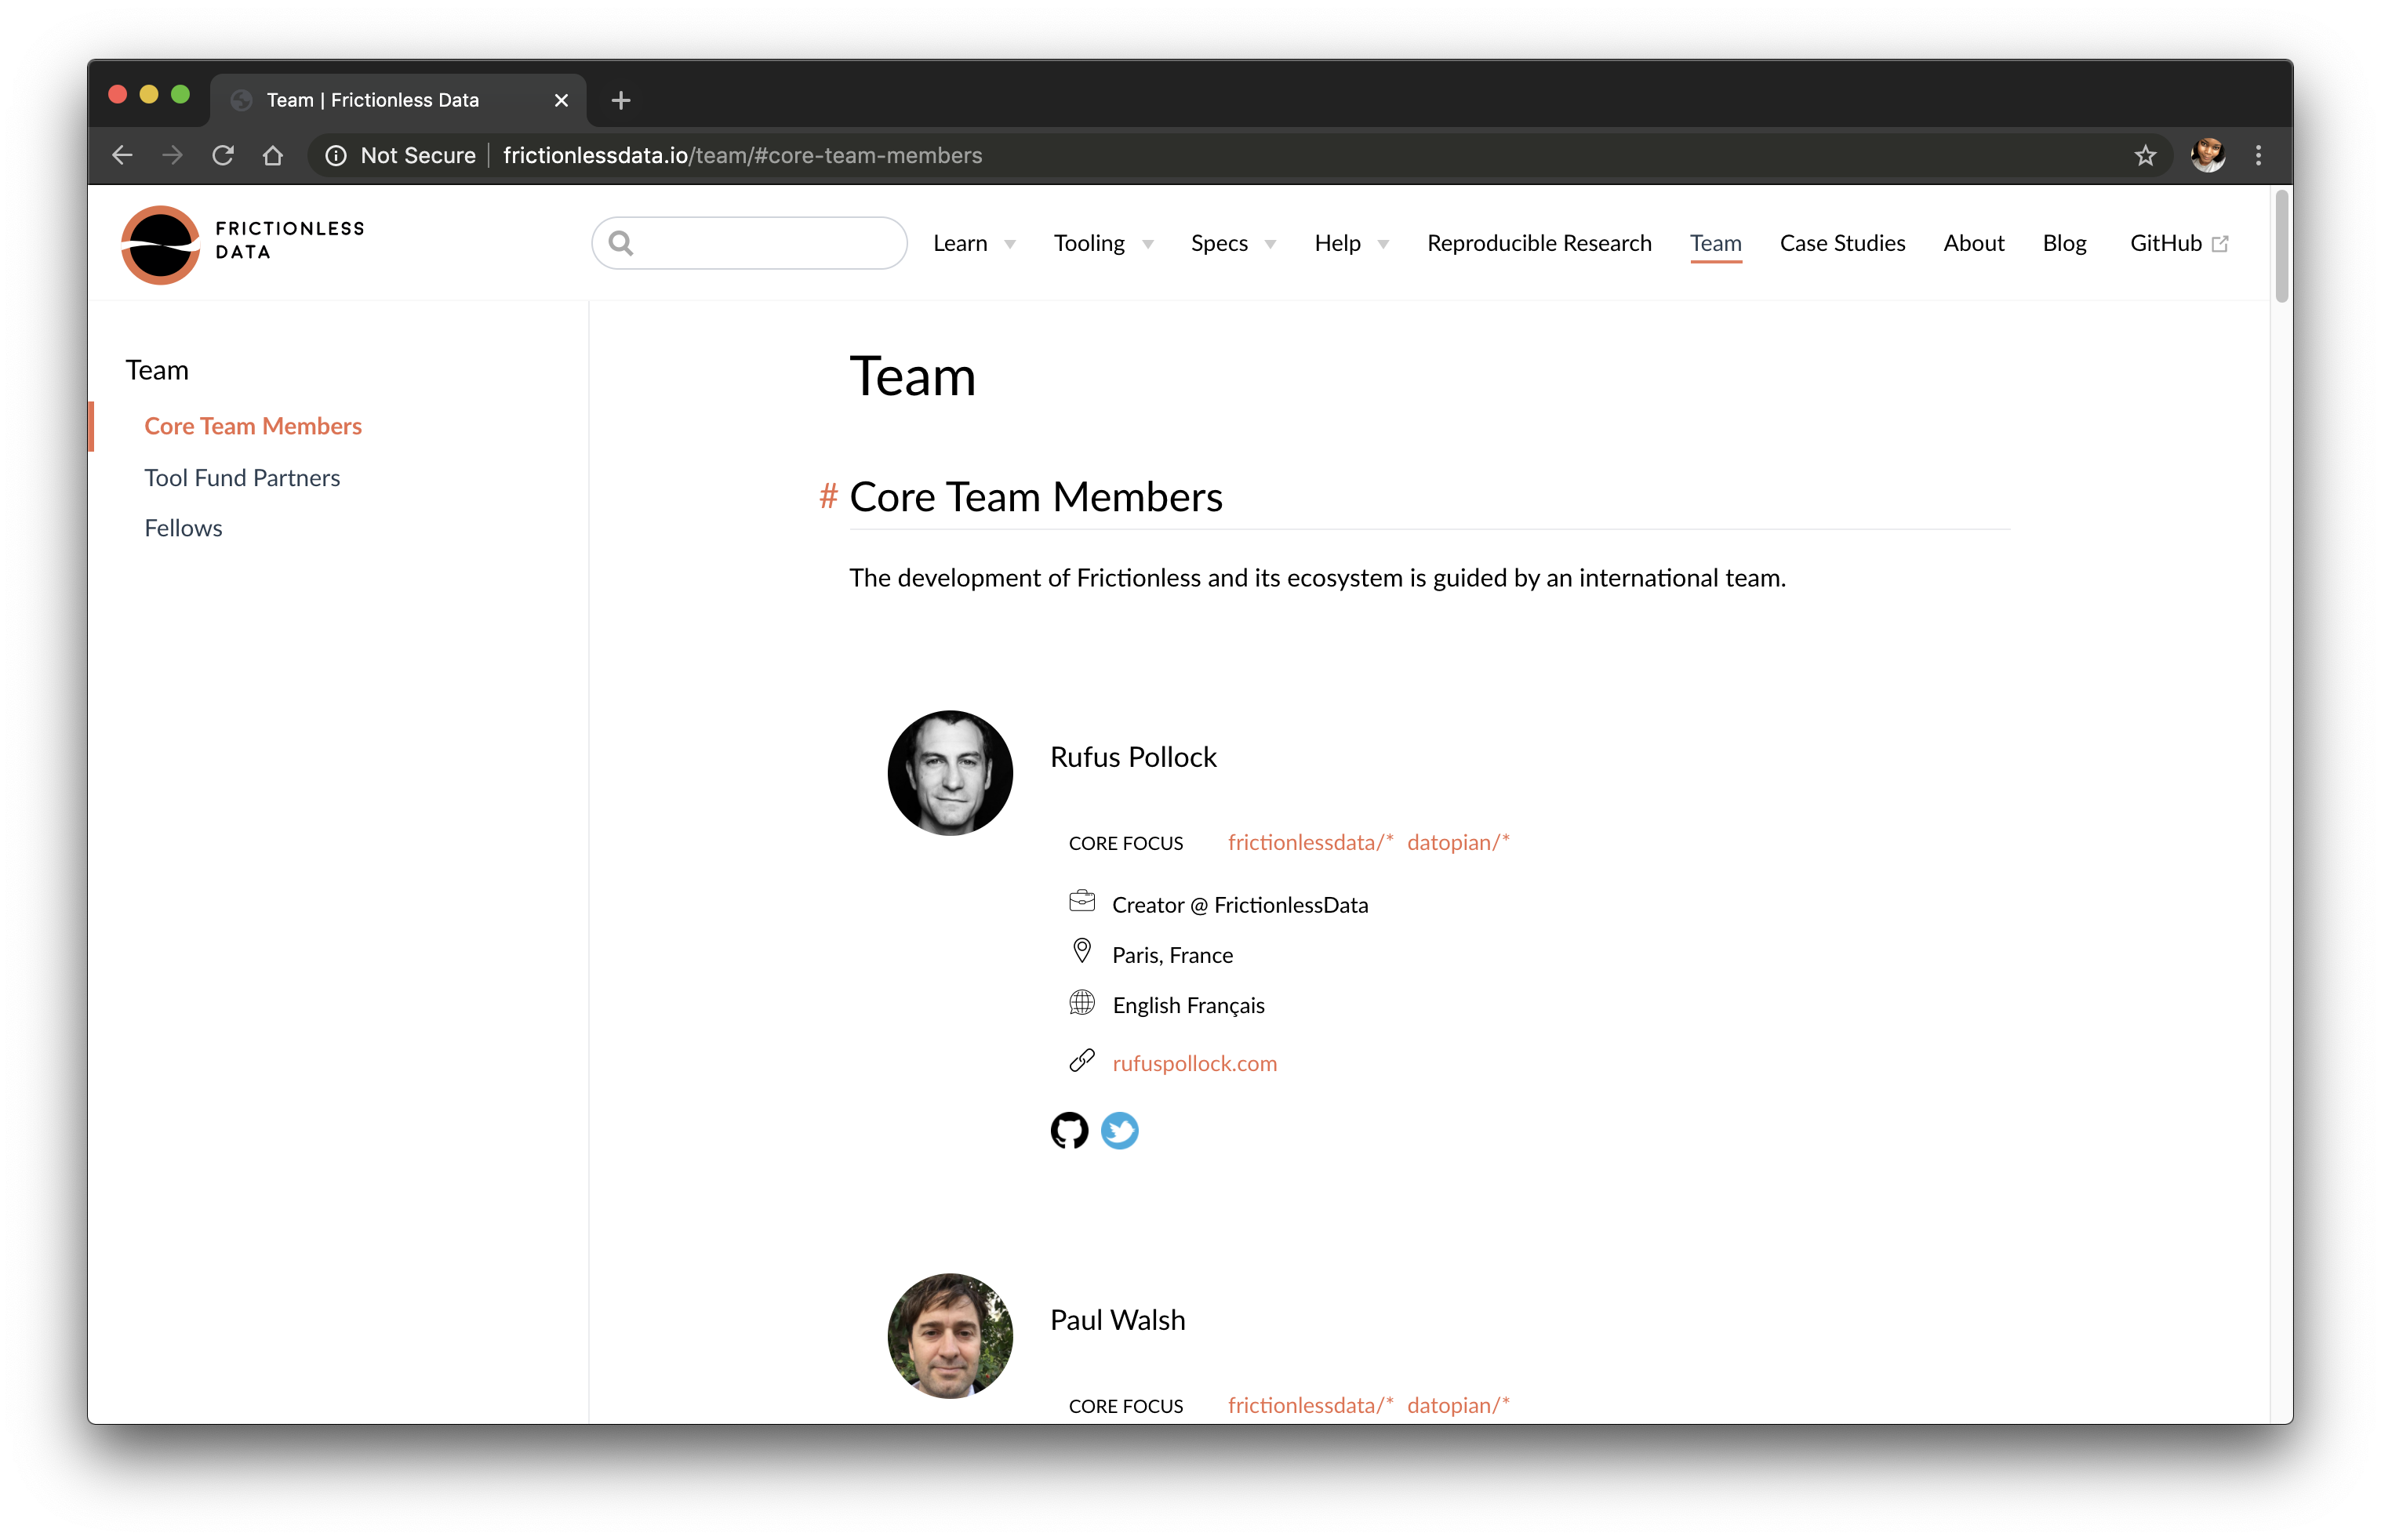 Team | Frictionless Data
Not Secure | frictionlessdata.io/team/#core-team-members
FRICTIONLESS
DATA
Learn Tooling Specs Help Reproducible Research Team Case Studies About Blog GitHub
Team
Core Team Members
Tool Fund Partners
Fellows
Team
# Core Team Members
The development of Frictionless and its ecosystem is guided by an international team.
Rufus Pollock
CORE FOCUS frictionlessdata/* datopian/*
Creator @ FrictionlessData
Paris, France
English Français
rufuspollock.com
Paul Walsh
CORE FOCUS frictionlessdata/* datopian/*